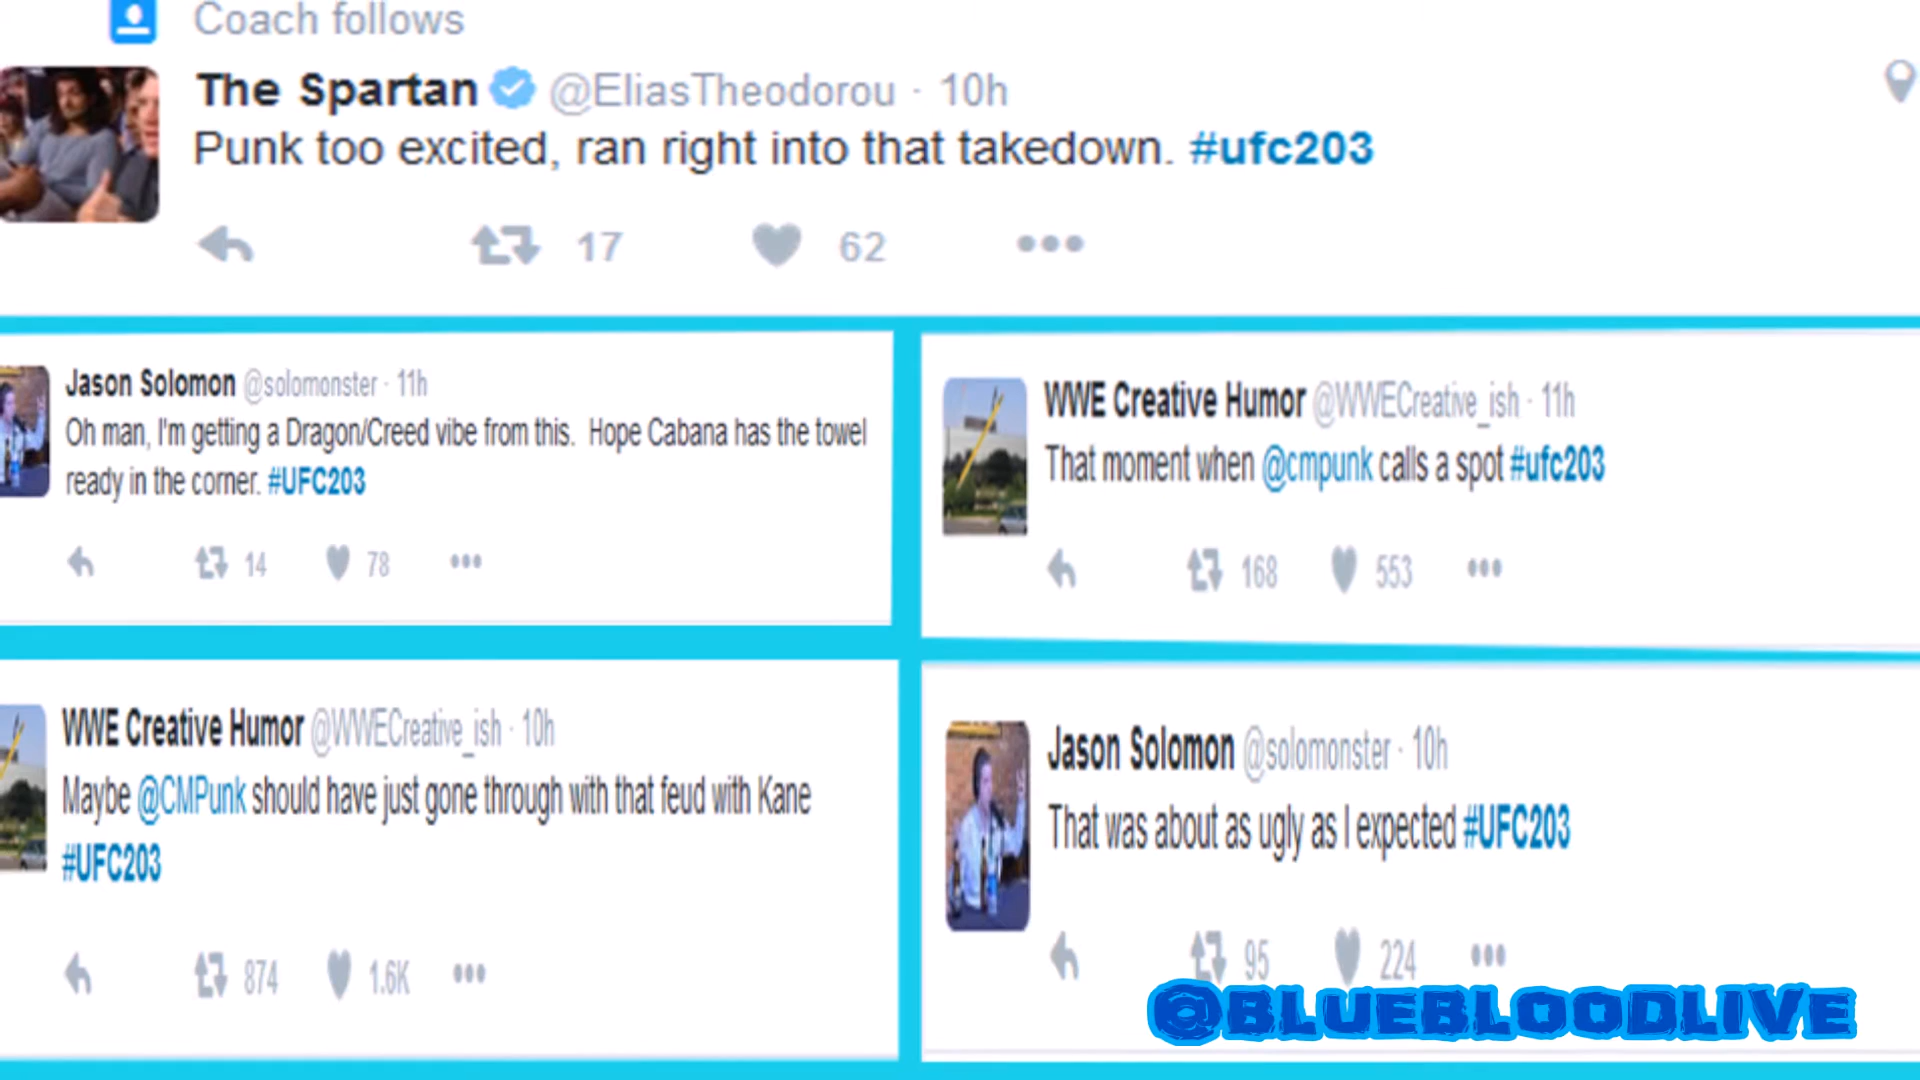 Coach follows
The Spartan @EliasTheodorou · 10h
Punk too excited, ran right into that takedown. #ufc203
17 62
Jason Solomon @solomonster · 11h
Oh man, I'm getting a Dragon/Creed vibe from this. Hope Cabana has the towel
ready in the corner. #UFC203
14 78
WWE Creative Humor @WWECreative_ish · 11h
That moment when @cmpunk calls a spot #ufc203
168 553
WWE Creative Humor @WWECreative_ish · 10h
Maybe @CMPunk should have just gone through with that feud with Kane
#UFC203
874 1.6K
Jason Solomon @solomonster · 10h
That was about as ugly as I expected #UFC203
95 224
@BLUEBLOODLIVE